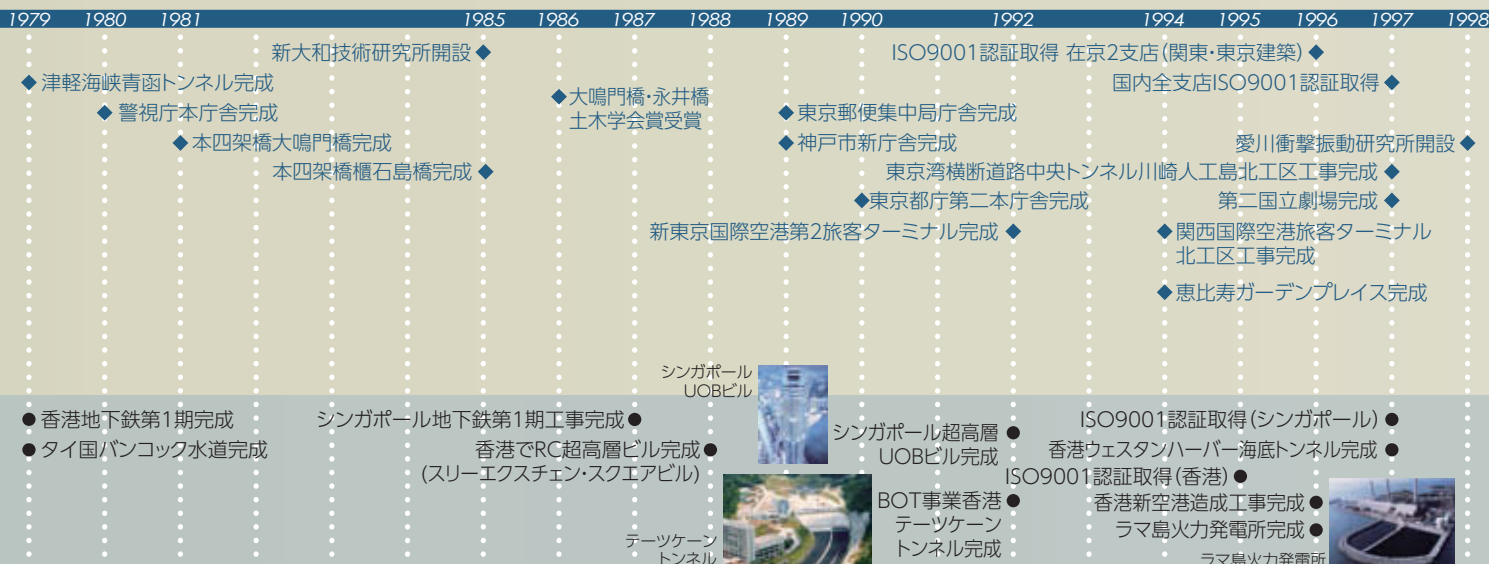 1979 1980 1981 1985 1986 1987 1988 1989 1990 1992 1994 1995 1996 1997 1998
新大和技術研究所開設◆
ISO9001認証取得 在京2支店(関東・東京建築)◆
◆津軽海峡青函トンネル完成
国内全支店ISO9001認証取得◆
◆大鳴門橋・永井橋
土木学会賞受賞
◆警視庁本庁舎完成
◆東京郵便集中局庁舎完成
◆本四架橋大鳴門橋完成
◆神戸市新庁舎完成
愛川衝撃振動研究所開設◆
本四架橋櫃石島橋完成◆
東京湾横断道路中央トンネル川崎人工島北工区工事完成◆
◆東京都庁第二本庁舎完成
第二国立劇場完成◆
新東京国際空港第2旅客ターミナル完成◆
◆関西国際空港旅客ターミナル
北工区工事完成
◆恵比寿ガーデンプレイス完成
シンガポール
UOBビル
●香港地下鉄第1期完成
シンガポール地下鉄第1期工事完成●
ISO9001認証取得(シンガポール)●
シンガポール超高層●
UOBビル完成
●タイ国バンコック水道完成
香港でRC超高層ビル完成●
(スリーエクスチェン・スクエアビル)
香港ウェスタンハーバー海底トンネル完成●
ISO9001認証取得(香港)●
BOT事業香港●
テーツケーン
トンネル完成
香港新空港造成工事完成●
ラマ島火力発電所完成●
テーツケーン
トンネル
ラマ島火力発電所